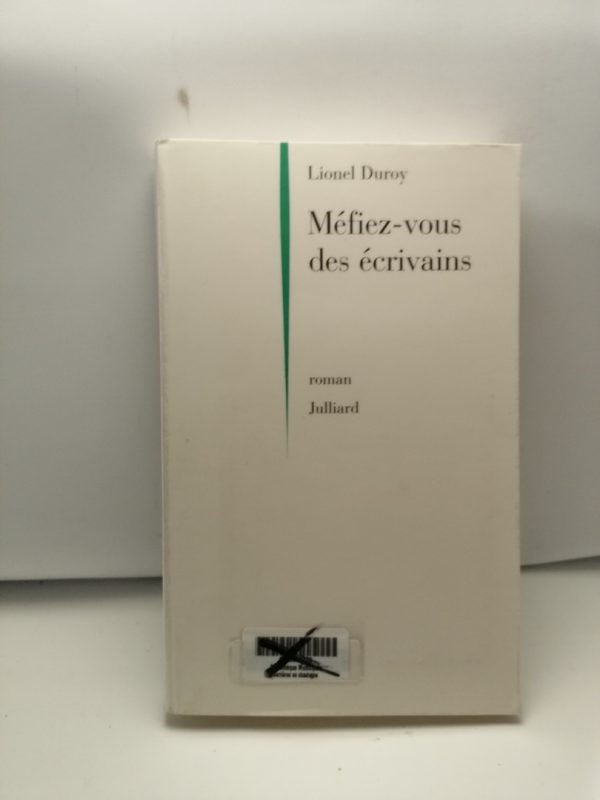 Lionel Duroy
Méfiez-vous
des écrivains
roman
Julliard